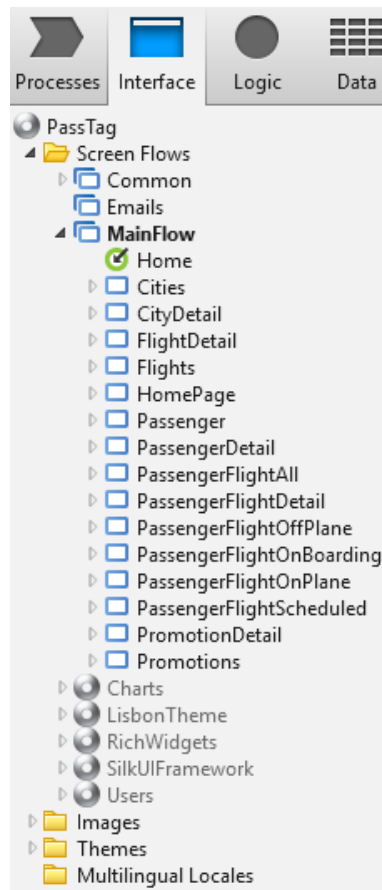 Processes Interface Logic Data
PassTag
Screen Flows
Common
Emails
MainFlow
Home
Cities
CityDetail
FlightDetail
Flights
HomePage
Passenger
PassengerDetail
PassengerFlightAll
PassengerFlightDetail
PassengerFlightOffPlane
PassengerFlightOnBoarding
PassengerFlightOnPlane
PassengerFlightScheduled
PromotionDetail
Promotions
Charts
LisbonTheme
RichWidgets
SilkUIFramework
Users
Images
Themes
Multilingual Locales